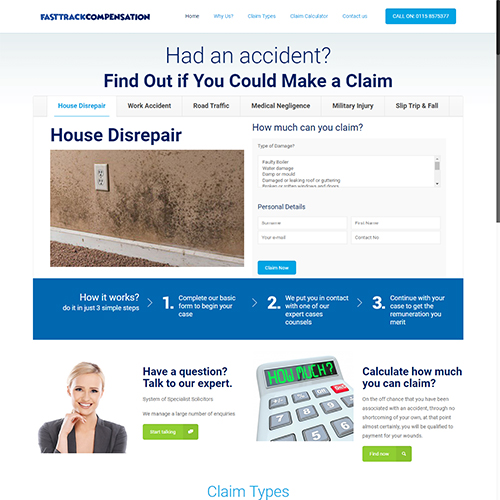 FASTTRACKCOMPENSATION
Home Why Us? Claim Types Claim Calculator Contact Us CALL ON: 0115 8575377
Had an accident?
Find Out if You Could Make a Claim
House Disrepair Work Accident Road Traffic Medical Negligence Military Injury Slip Trip & Fall
House Disrepair
How much can you claim?
Type of Damage?
Faulty Boiler
Water damage
Damp or mould
Damaged or leaking roof or guttering
Broken or rotten windows and doors
Personal Details
Surname First Name
Your e-mail Contact No
Claim Now
How it works?
do it in just 3 simple steps
1. Complete our basic
form to begin your
case
2. We put you in contact
with one of our
expert cases
counsels
3. Continue with your
case to get the
remuneration you
merit
Have a question?
Talk to our expert.
System of Specialist Solicitors
We manage a large number of enquiries
Start talking
HOW MUCH?
Calculate how much
you can claim?
On the off chance that you have been
associated with an accident, through no
shortcoming of your own, at that point
almost certainly, you will be qualified to
payment for your wounds.
Find now
Claim Types